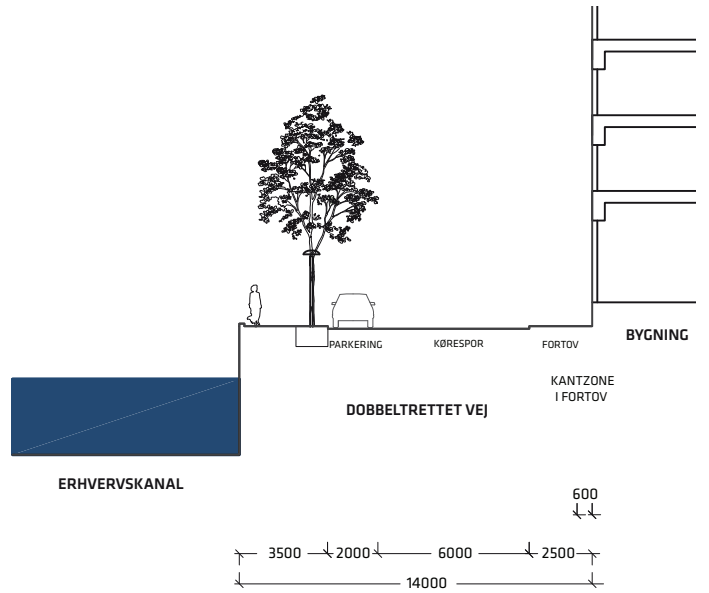 BYGNING
PARKERING
KØRESPOR
FORTOV
KANTZONE
I FORTOV
DOBBELTRETTET VEJ
ERHVERVSKANAL
600
3500
2000
6000
2500
14000